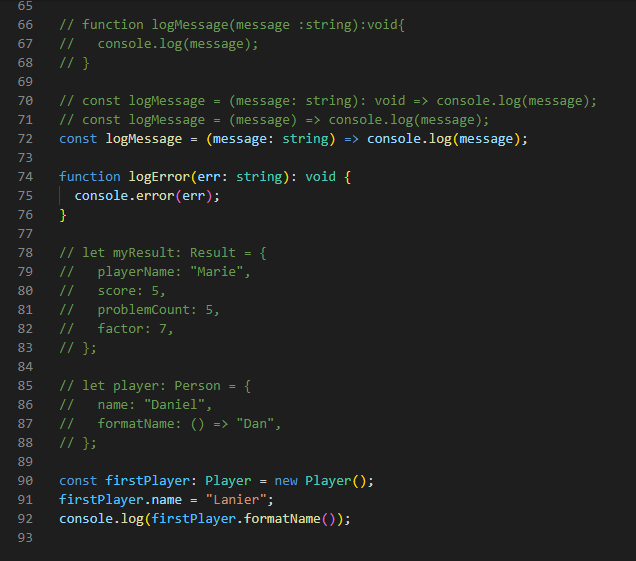 65
66 // function logMessage(message :string):void{
67 //   console.log(message);
68 // }
69
70 // const logMessage = (message: string): void => console.log(message);
71 // const logMessage = (message) => console.log(message);
72 const logMessage = (message: string) => console.log(message);
73
74 function logError(err: string): void {
75   console.error(err);
76 }
77
78 // let myResult: Result = {
79 //   playerName: "Marie",
80 //   score: 5,
81 //   problemCount: 5,
82 //   factor: 7,
83 // };
84
85 // let player: Person = {
86 //   name: "Daniel",
87 //   formatName: () => "Dan",
88 // };
89
90 const firstPlayer: Player = new Player();
91 firstPlayer.name = "Lanier";
92 console.log(firstPlayer.formatName());
93